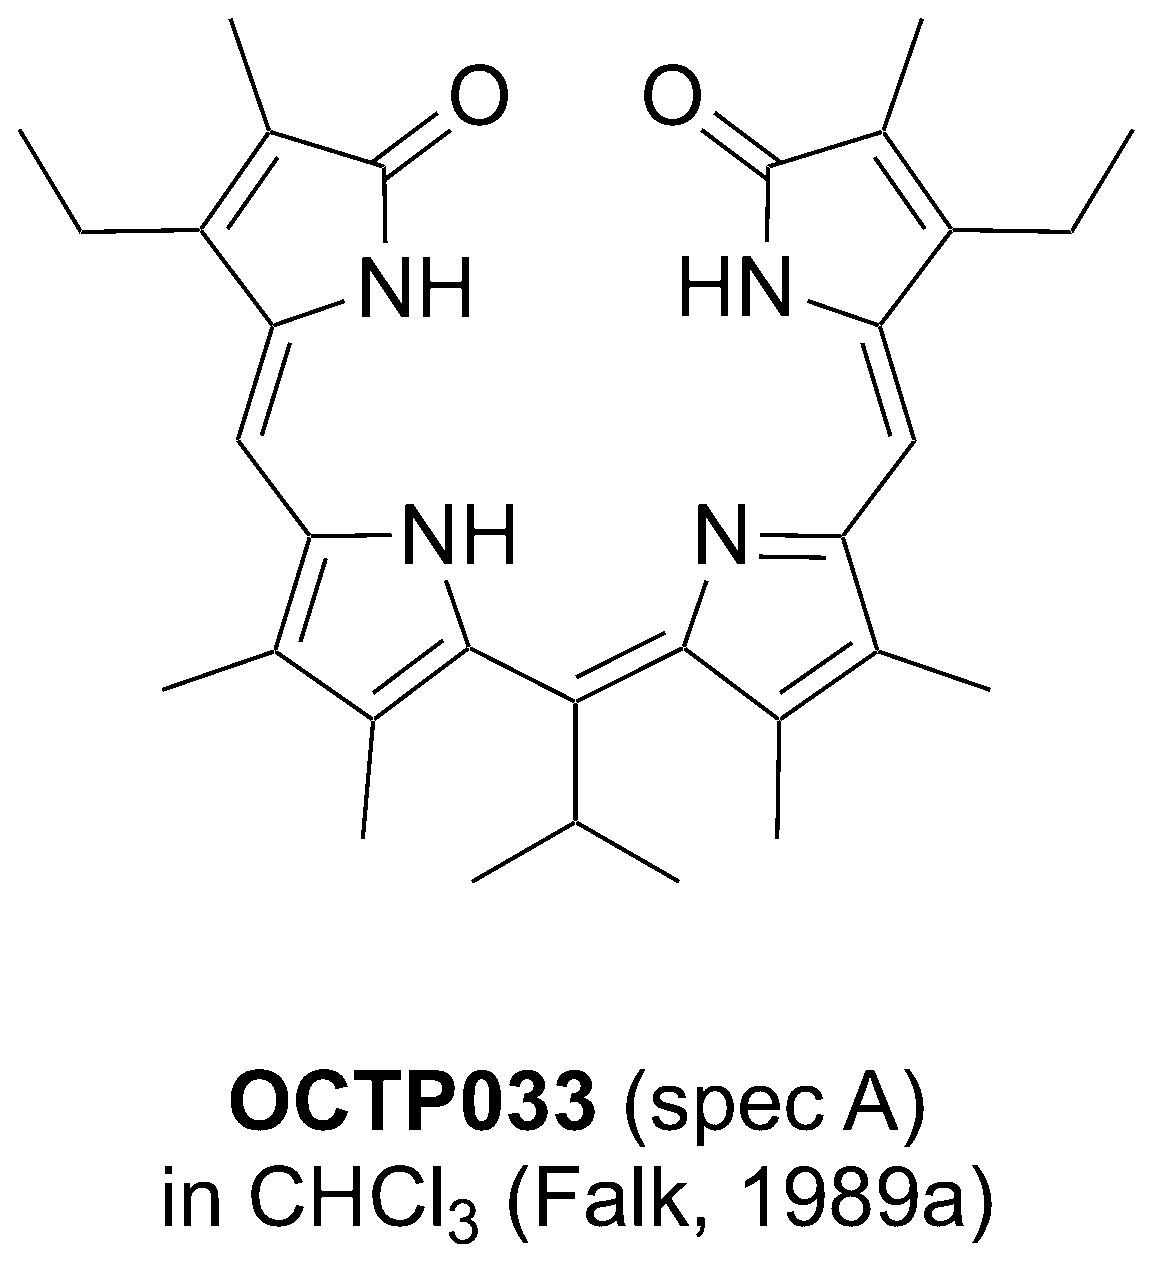 O O
NH HN
NH N
OCTP033 (spec A)
in CHCl₃ (Falk, 1989a)